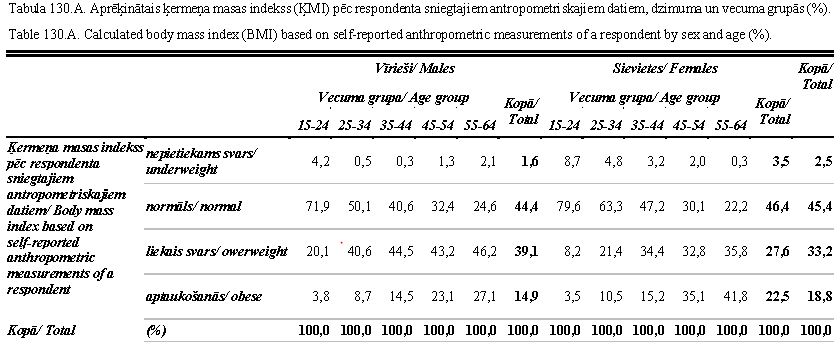 Tabula 130.A. Aprēķinātais ķermeņa masas indekss (ĶMI) pēc respondenta sniegtajiem antropometriskajiem datiem, dzimuma un vecuma grupās (%).
Table 130.A. Calculated body mass index (BMI) based on self-reported anthropometric measurements of a respondent by sex and age (%).
Vīrieši/ Males Sievietes/ Females Kopā/ Total
Vecuma grupa/ Age group Kopā/ Total Vecuma grupa/ Age group Kopā/ Total
15-24 25-34 35-44 45-54 55-64 15-24 25-34 35-44 45-54 55-64
Ķermeņa masas indekss
pēc respondenta
sniegtajiem
antropometriskajiem
datiem/ Body mass
index based on
self-reported
anthropometric
measurements of a
respondent
nepietiekams svars/
underweight 4,2 0,5 0,3 1,3 2,1 1,6 8,7 4,8 3,2 2,0 0,3 3,5 2,5
normāls/ normal 71,9 50,1 40,6 32,4 24,6 44,4 79,6 63,3 47,2 30,1 22,2 46,4 45,4
liekais svars/ owerweight 20,1 40,6 44,5 43,2 46,2 39,1 8,2 21,4 34,4 32,8 35,8 27,6 33,2
aptaukošanās/ obese 3,8 8,7 14,5 23,1 27,1 14,9 3,5 10,5 15,2 35,1 41,8 22,5 18,8
Kopā/ Total (%) 100,0 100,0 100,0 100,0 100,0 100,0 100,0 100,0 100,0 100,0 100,0 100,0 100,0